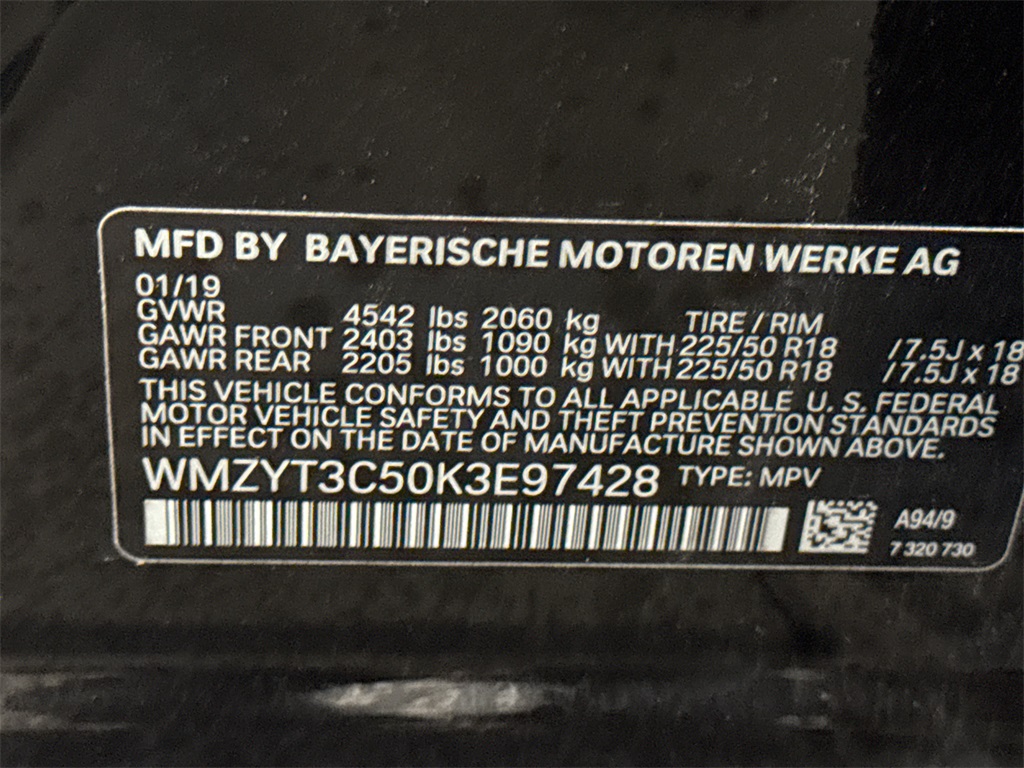 MFD BY BAYERISCHE MOTOREN WERKE AG
01/19
GVWR 4542 lbs 2060 kg TIRE / RIM
GAWR FRONT 2403 lbs 1090 kg WITH 225/50 R18 / 7.5J x 18
GAWR REAR 2205 lbs 1000 kg WITH 225/50 R18 / 7.5J x 18
THIS VEHICLE CONFORMS TO ALL APPLICABLE U. S. FEDERAL
MOTOR VEHICLE SAFETY AND THEFT PREVENTION STANDARDS
IN EFFECT ON THE DATE OF MANUFACTURE SHOWN ABOVE.
WMZYT3C50K3E97428 TYPE: MPV
A94/9
7 320 730